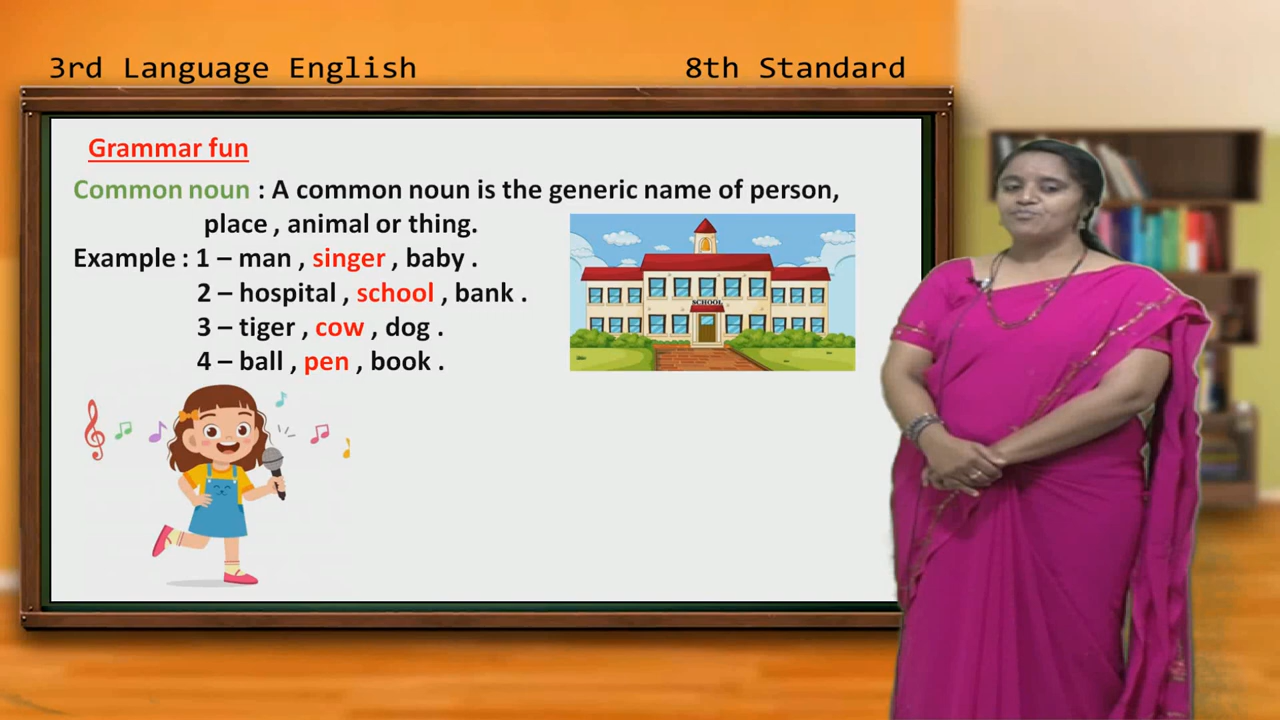 3rd Language English
8th Standard
Grammar fun
Common noun : A common noun is the generic name of person,
place , animal or thing.
Example : 1 – man , singer , baby .
2 – hospital , school , bank .
SCHOOL
3 – tiger , cow , dog .
4 – ball , pen , book .